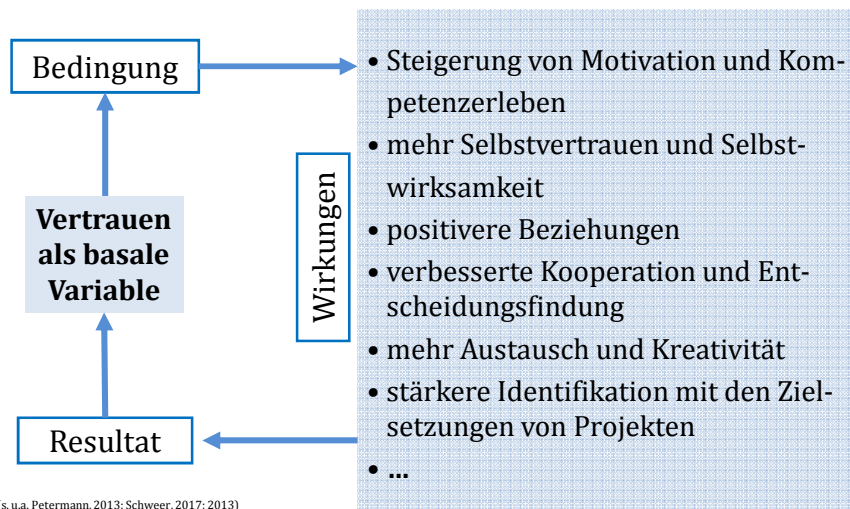 Bedingung
Vertrauen
als basale
Variable
Resultat
Wirkungen
• Steigerung von Motivation und Kom-
petenzerleben
• mehr Selbstvertrauen und Selbst-
wirksamkeit
• positivere Beziehungen
• verbesserte Kooperation und Ent-
scheidungsfindung
• mehr Austausch und Kreativität
• stärkere Identifikation mit den Ziel-
setzungen von Projekten
• ...
s. u.a. Petermann, 2013; Schweer, 2017; 2013)